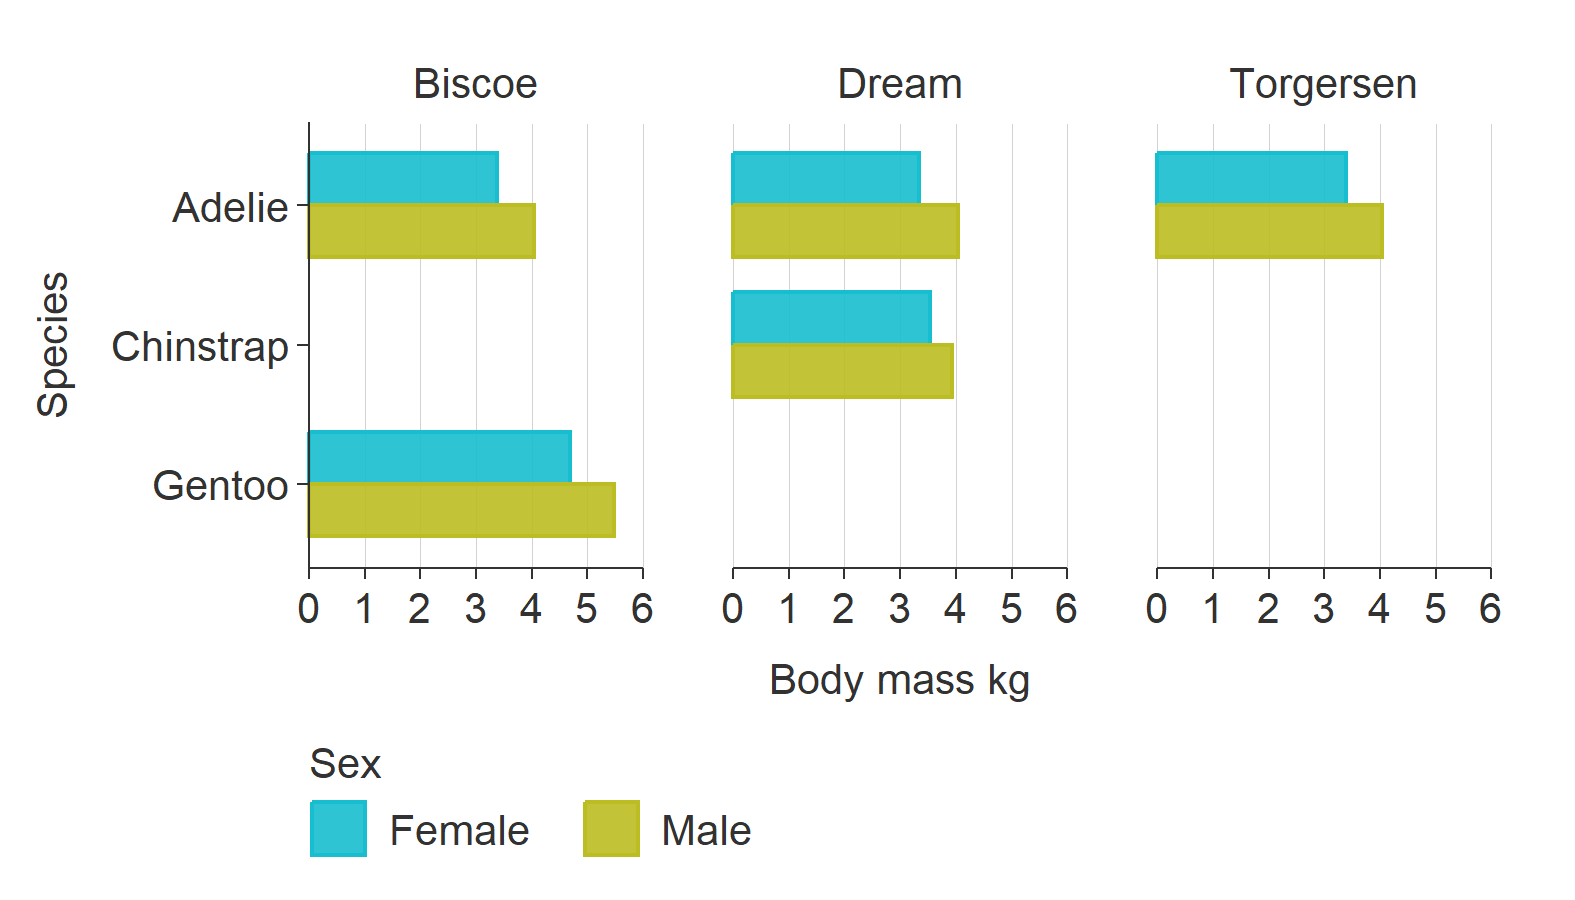 Biscoe Dream Torgersen
Species
Adelie
Chinstrap
Gentoo
0 1 2 3 4 5 6 0 1 2 3 4 5 6 0 1 2 3 4 5 6
Body mass kg
Sex
Female Male